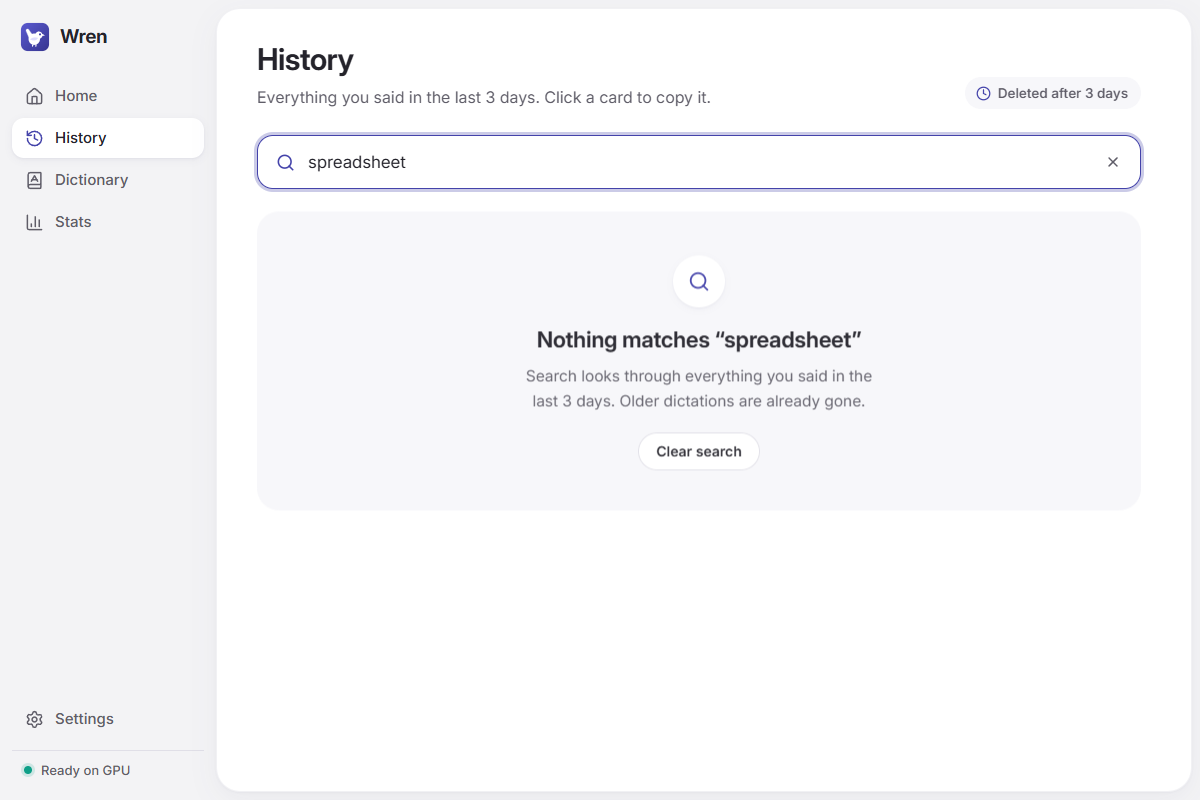 Wren
Home
History
Dictionary
Stats
Settings
Ready on GPU
History
Everything you said in the last 3 days. Click a card to copy it.
Deleted after 3 days
spreadsheet
Nothing matches “spreadsheet”
Search looks through everything you said in the
last 3 days. Older dictations are already gone.
Clear search